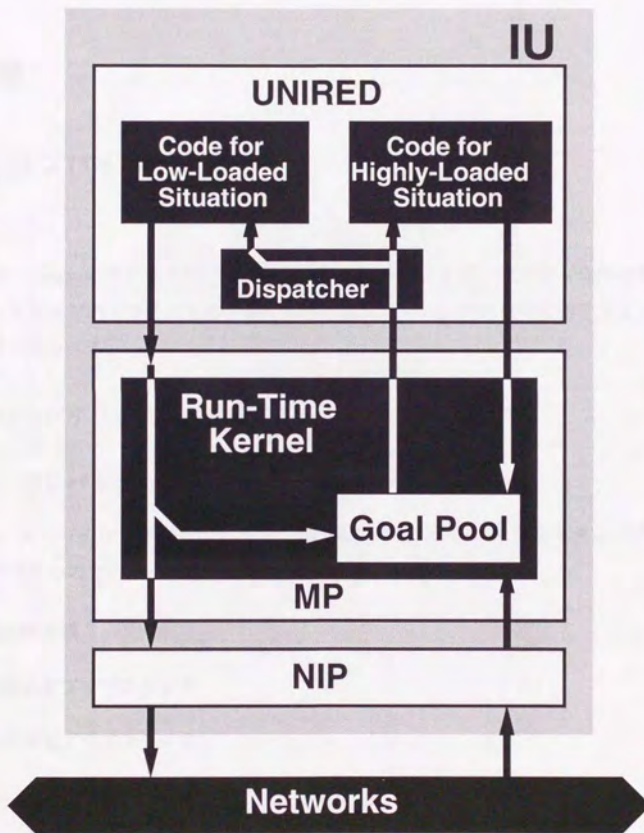 IU
UNIRED
Code for
Low-Loaded
Situation
Code for
Highly-Loaded
Situation
Dispatcher
Run-Time
Kernel
Goal Pool
MP
NIP
Networks